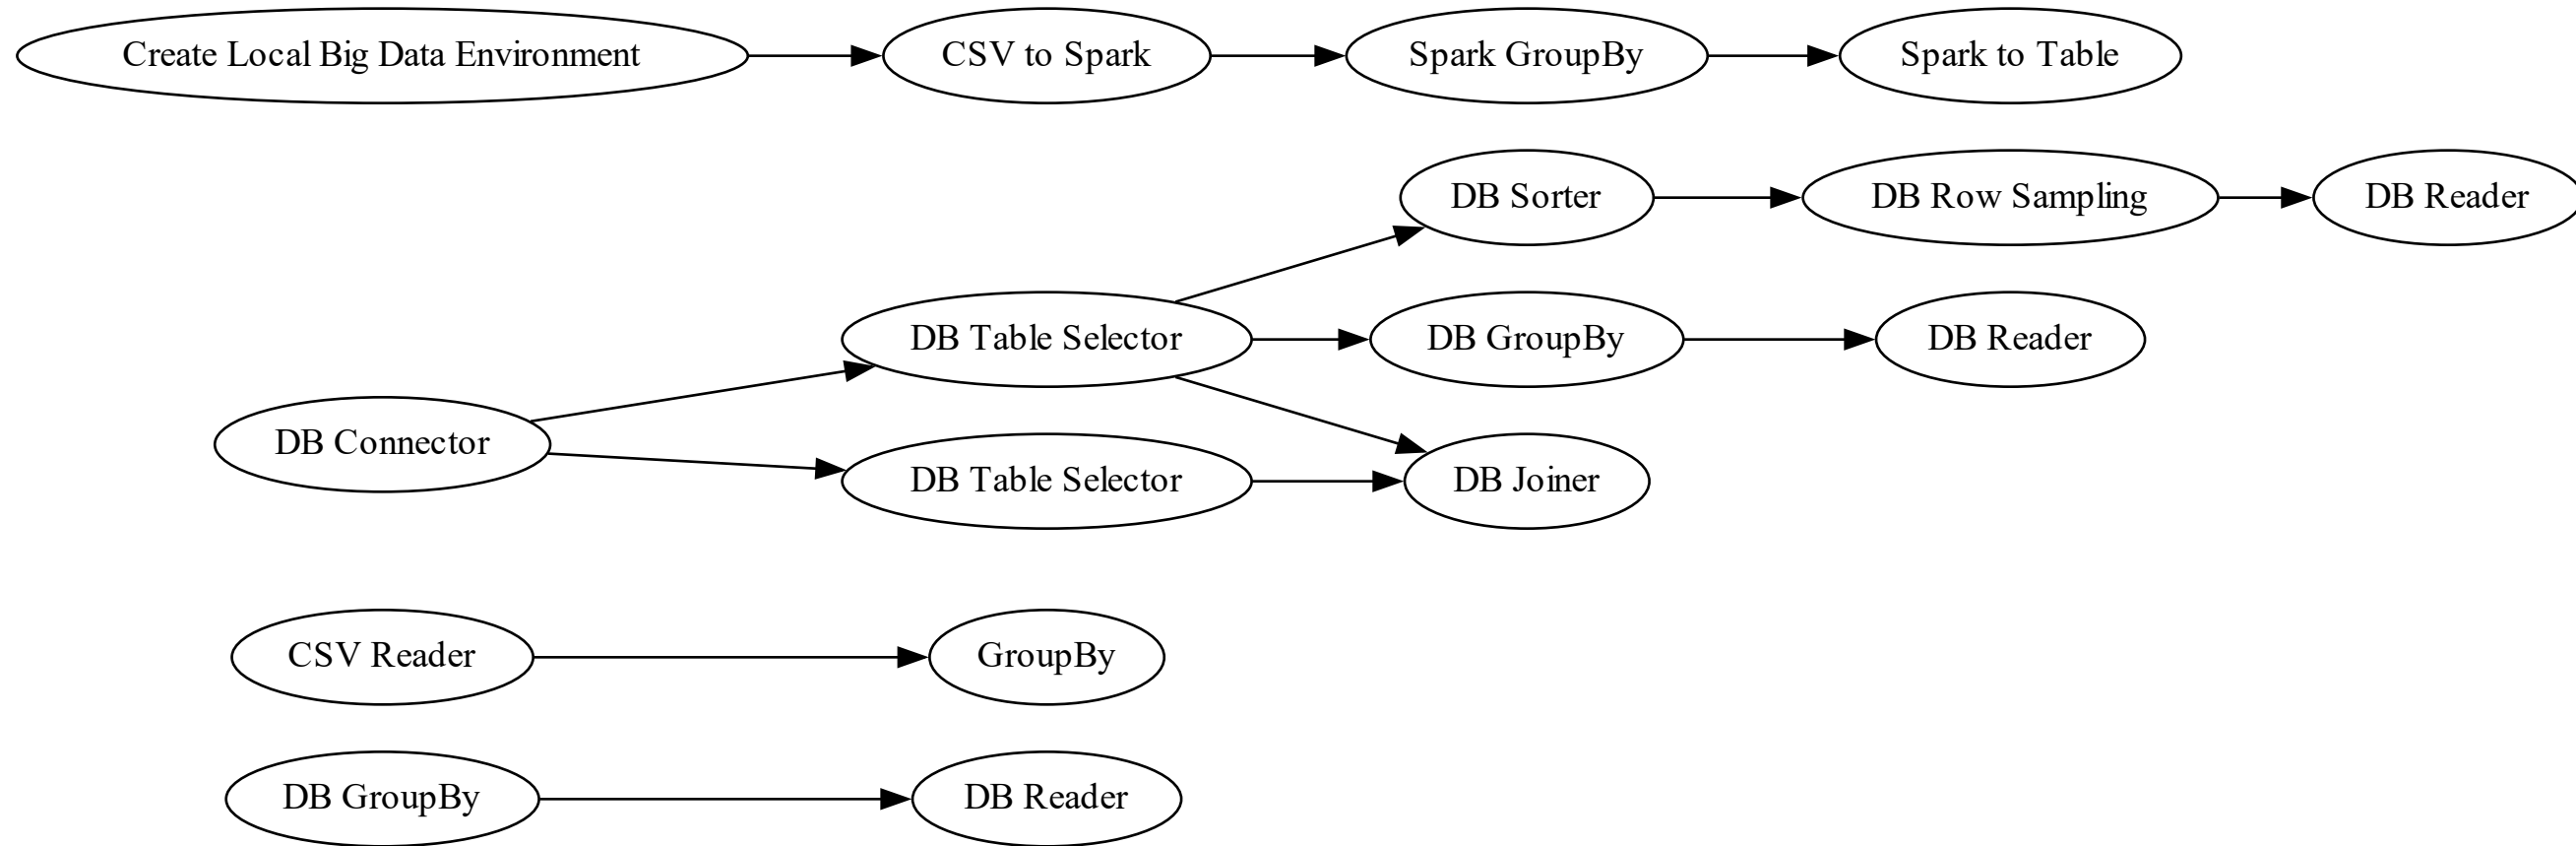 Create Local Big Data Environment
CSV to Spark
Spark GroupBy
Spark to Table
DB Sorter
DB Row Sampling
DB Reader
DB Table Selector
DB GroupBy
DB Reader
DB Connector
DB Table Selector
DB Joiner
CSV Reader
GroupBy
DB GroupBy
DB Reader